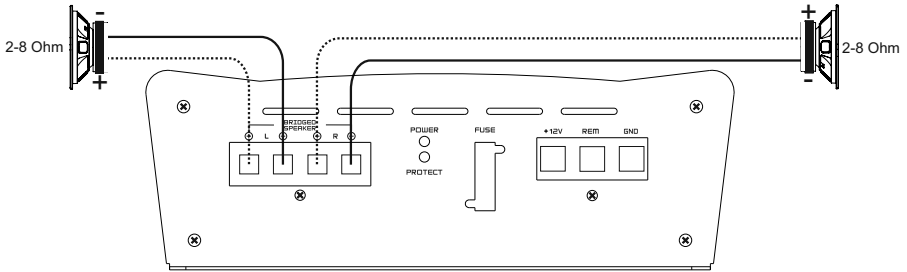 - +
2-8 Ohm 2-8 Ohm
+ -
BRIDGED
SPEAKER
L R
POWER FUSE +12V REM GND
PROTECT